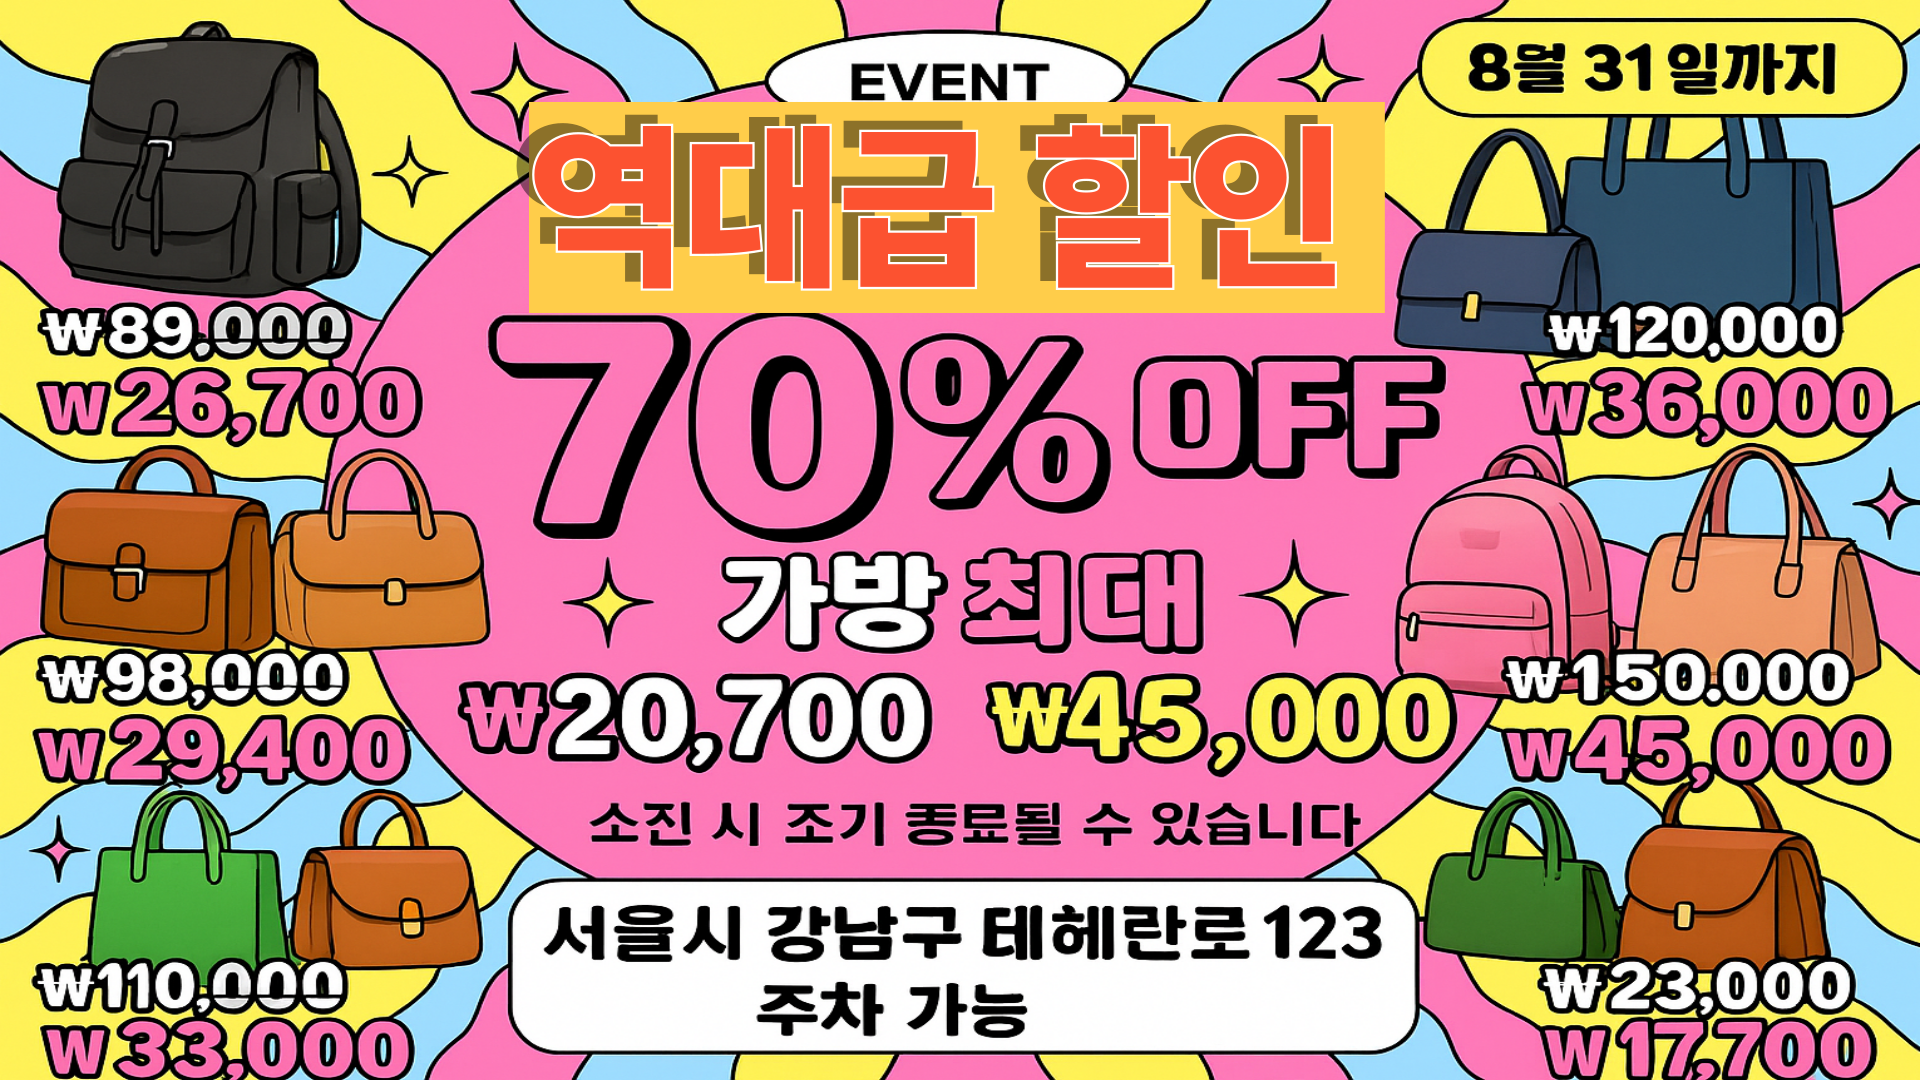 EVENT
8월 31일까지
역대급 할인
70% OFF
₩89,000
₩26,700
₩120,000
₩36,000
가방 최대
₩20,700 ₩45,000
₩98,000
₩29,400
₩150.000
₩45,000
소진 시 조기 종료될 수 있습니다
서울시 강남구 테헤란로 123
주차 가능
₩110,000
₩33,000
₩23,000
₩17,700